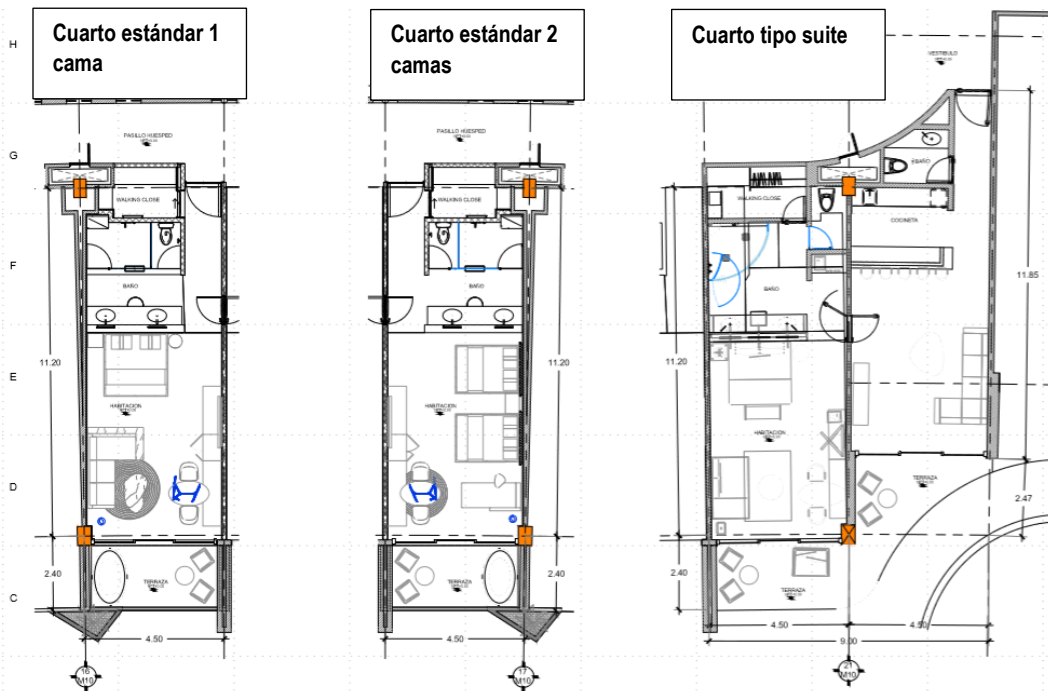 Cuarto estándar 1
cama
Cuarto estándar 2
camas
Cuarto tipo suite
H
G
F
E
D
C
PASILLO HUESPED
WALKING CLOSE
BAÑO
11.20
HABITACION
2.40
TERRAZA
4.50
16
M10
PASILLO HUESPED
WALKING CLOSE
BAÑO
11.20
HABITACION
2.40
TERRAZA
4.50
17
M10
VESTIBULO
BAÑO
WALKING CLOSE
COCINETA
11.85
BAÑO
11.20
HABITACION
TERRAZA
2.47
2.40
TERRAZA
4.50
4.50
9.00
21
M10